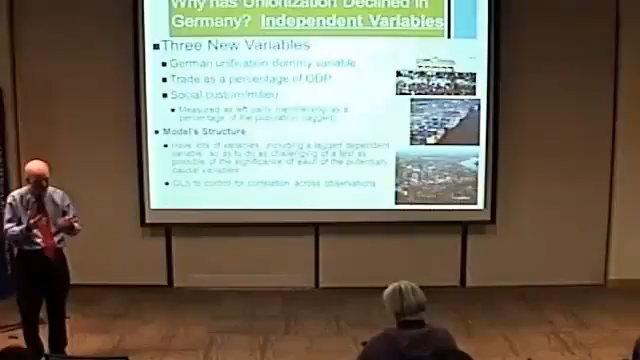 Why has Unionization Declined in
Germany? Independent Variables
Three New Variables
German unification dummy variable
Trade as a percentage of GDP
Social custom/milieu
Measured as left party membership as a
percentage of the population (lagged)
Model's Structure
Have lots of variables, including a lagged dependent
variable, so as to do as challenging of a test as
possible of the significance of each of the potential
causal variables
GLS to control for correlation across observations